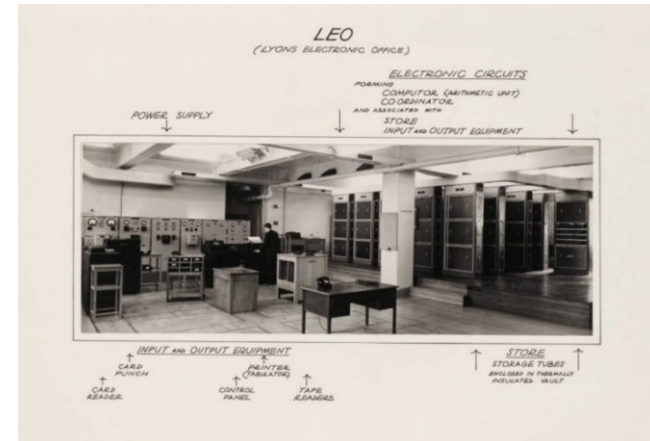 LEO
(LYONS ELECTRONIC OFFICE)
ELECTRONIC CIRCUITS
FORMING
COMPUTOR (ARITHMETIC UNIT)
CO-ORDINATOR
AND ASSOCIATED WITH
STORE
INPUT AND OUTPUT EQUIPMENT
POWER SUPPLY
INPUT AND OUTPUT EQUIPMENT
CARD
PUNCH
PRINTER
(TABULATOR)
CARD
READER
CONTROL
PANEL
TAPE
READERS
STORE
STORAGE TUBES
ENCLOSED IN THERMALLY
INSULATED VAULT